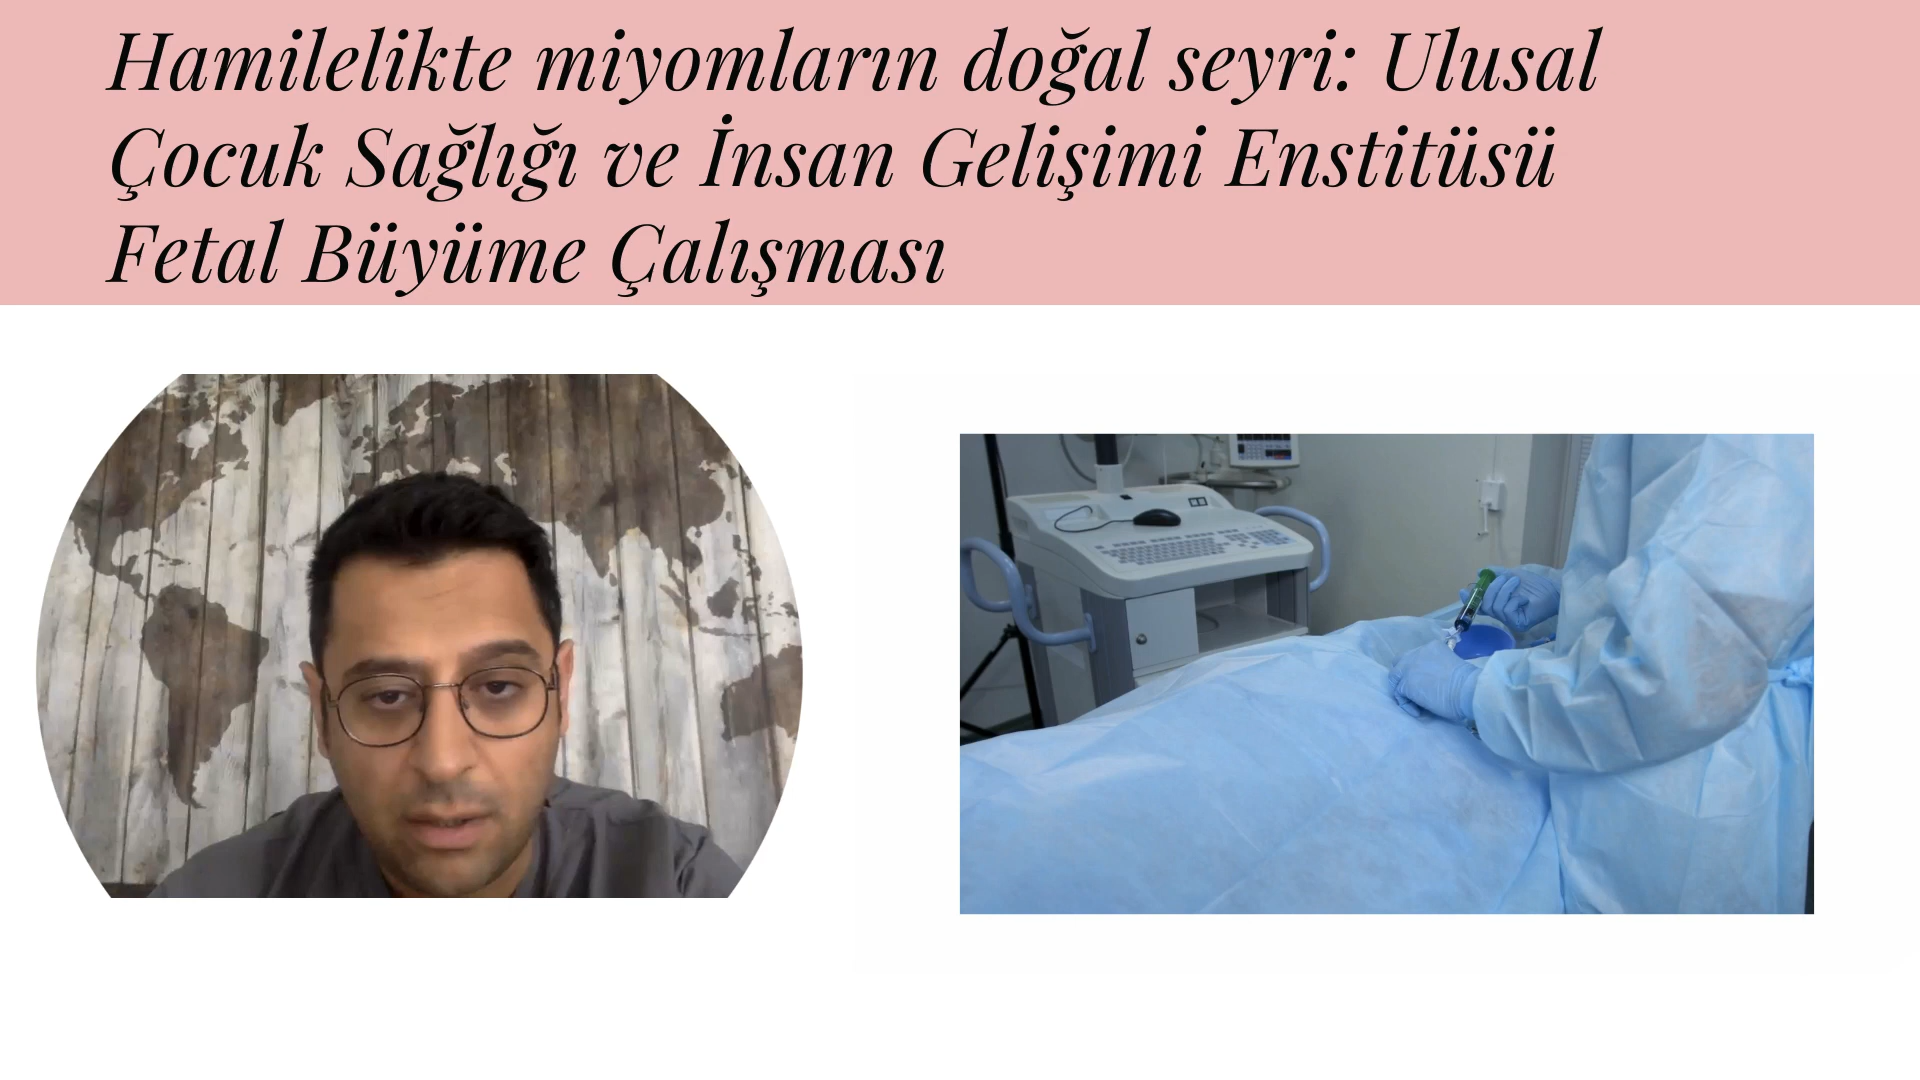 Hamilelikte miyomların doğal seyri: Ulusal
Çocuk Sağlığı ve İnsan Gelişimi Enstitüsü
Fetal Büyüme Çalışması